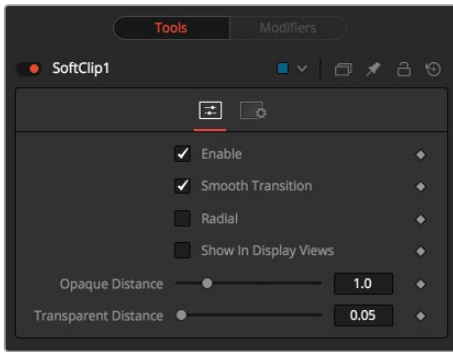 Tools Modifiers
SoftClip1
Enable
Smooth Transition
Radial
Show In Display Views
Opaque Distance 1.0
Transparent Distance 0.05